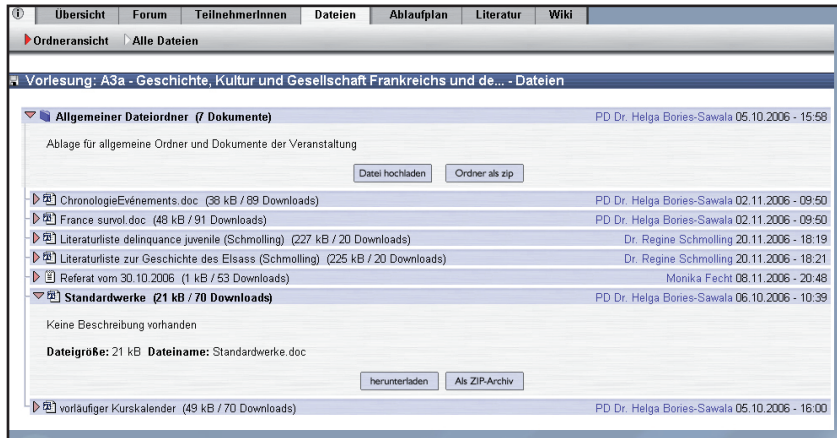 Übersicht Forum TeilnehmerInnen Dateien Ablaufplan Literatur Wiki
Ordneransicht Alle Dateien
Vorlesung: A3a - Geschichte, Kultur und Gesellschaft Frankreichs und de... - Dateien
Allgemeiner Dateiordner (7 Dokumente) PD Dr. Helga Bories-Sawala 05.10.2006 - 15:58
Ablage für allgemeine Ordner und Dokumente der Veranstaltung
Datei hochladen Ordner als zip
ChronologieEvénements.doc (38 kB / 89 Downloads) PD Dr. Helga Bories-Sawala 02.11.2006 - 09:50
France survol.doc (48 kB / 91 Downloads) PD Dr. Helga Bories-Sawala 02.11.2006 - 09:50
Literaturliste delinquance juvenile (Schmolling) (227 kB / 20 Downloads) Dr. Regine Schmolling 20.11.2006 - 18:19
Literaturliste zur Geschichte des Elsass (Schmolling) (225 kB / 20 Downloads) Dr. Regine Schmolling 20.11.2006 - 18:21
Referat vom 30.10.2006 (1 kB / 53 Downloads) Monika Fecht 08.11.2006 - 20:48
Standardwerke (21 kB / 70 Downloads) PD Dr. Helga Bories-Sawala 06.10.2006 - 10:39
Keine Beschreibung vorhanden
Dateigröße: 21 kB Dateiname: Standardwerke.doc
herunterladen Als ZIP-Archiv
vorläufiger Kurskalender (49 kB / 70 Downloads) PD Dr. Helga Bories-Sawala 05.10.2006 - 16:00